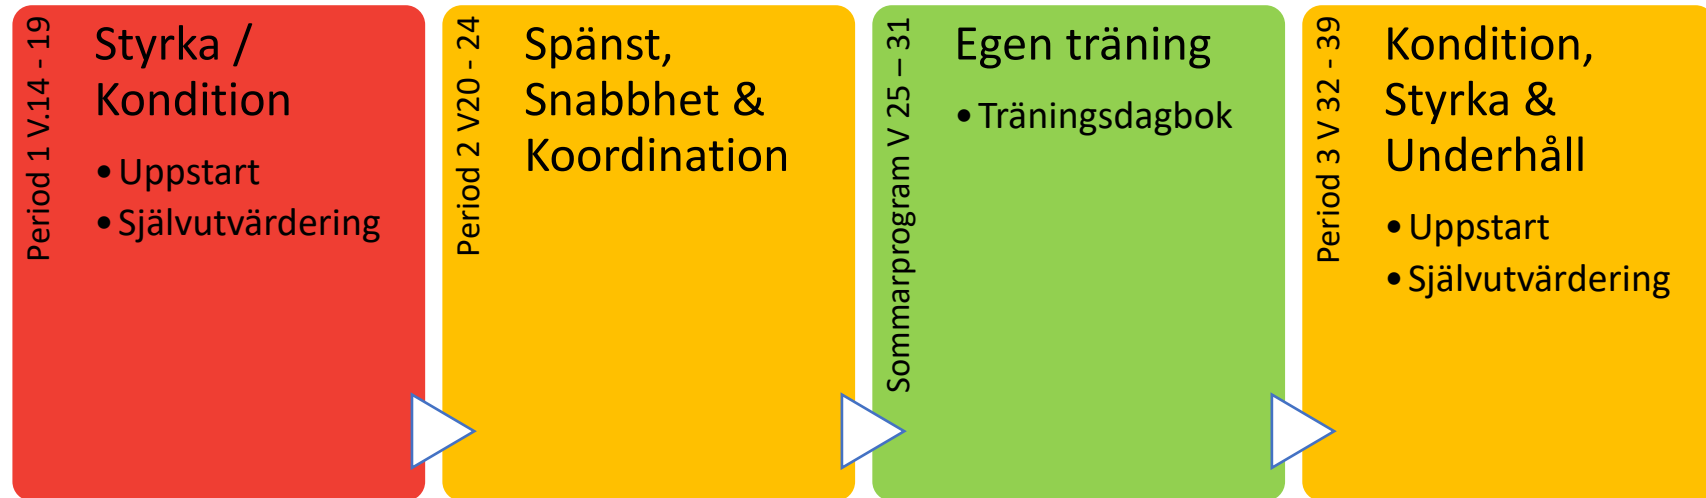 Period 1 V.14 - 19
Styrka /
Kondition
• Uppstart
• Självutvärdering
Period 2 V20 - 24
Spänst,
Snabbhet &
Koordination
Sommarprogram V 25 – 31
Egen träning
• Träningsdagbok
Period 3 V 32 - 39
Kondition,
Styrka &
Underhåll
• Uppstart
• Självutvärdering